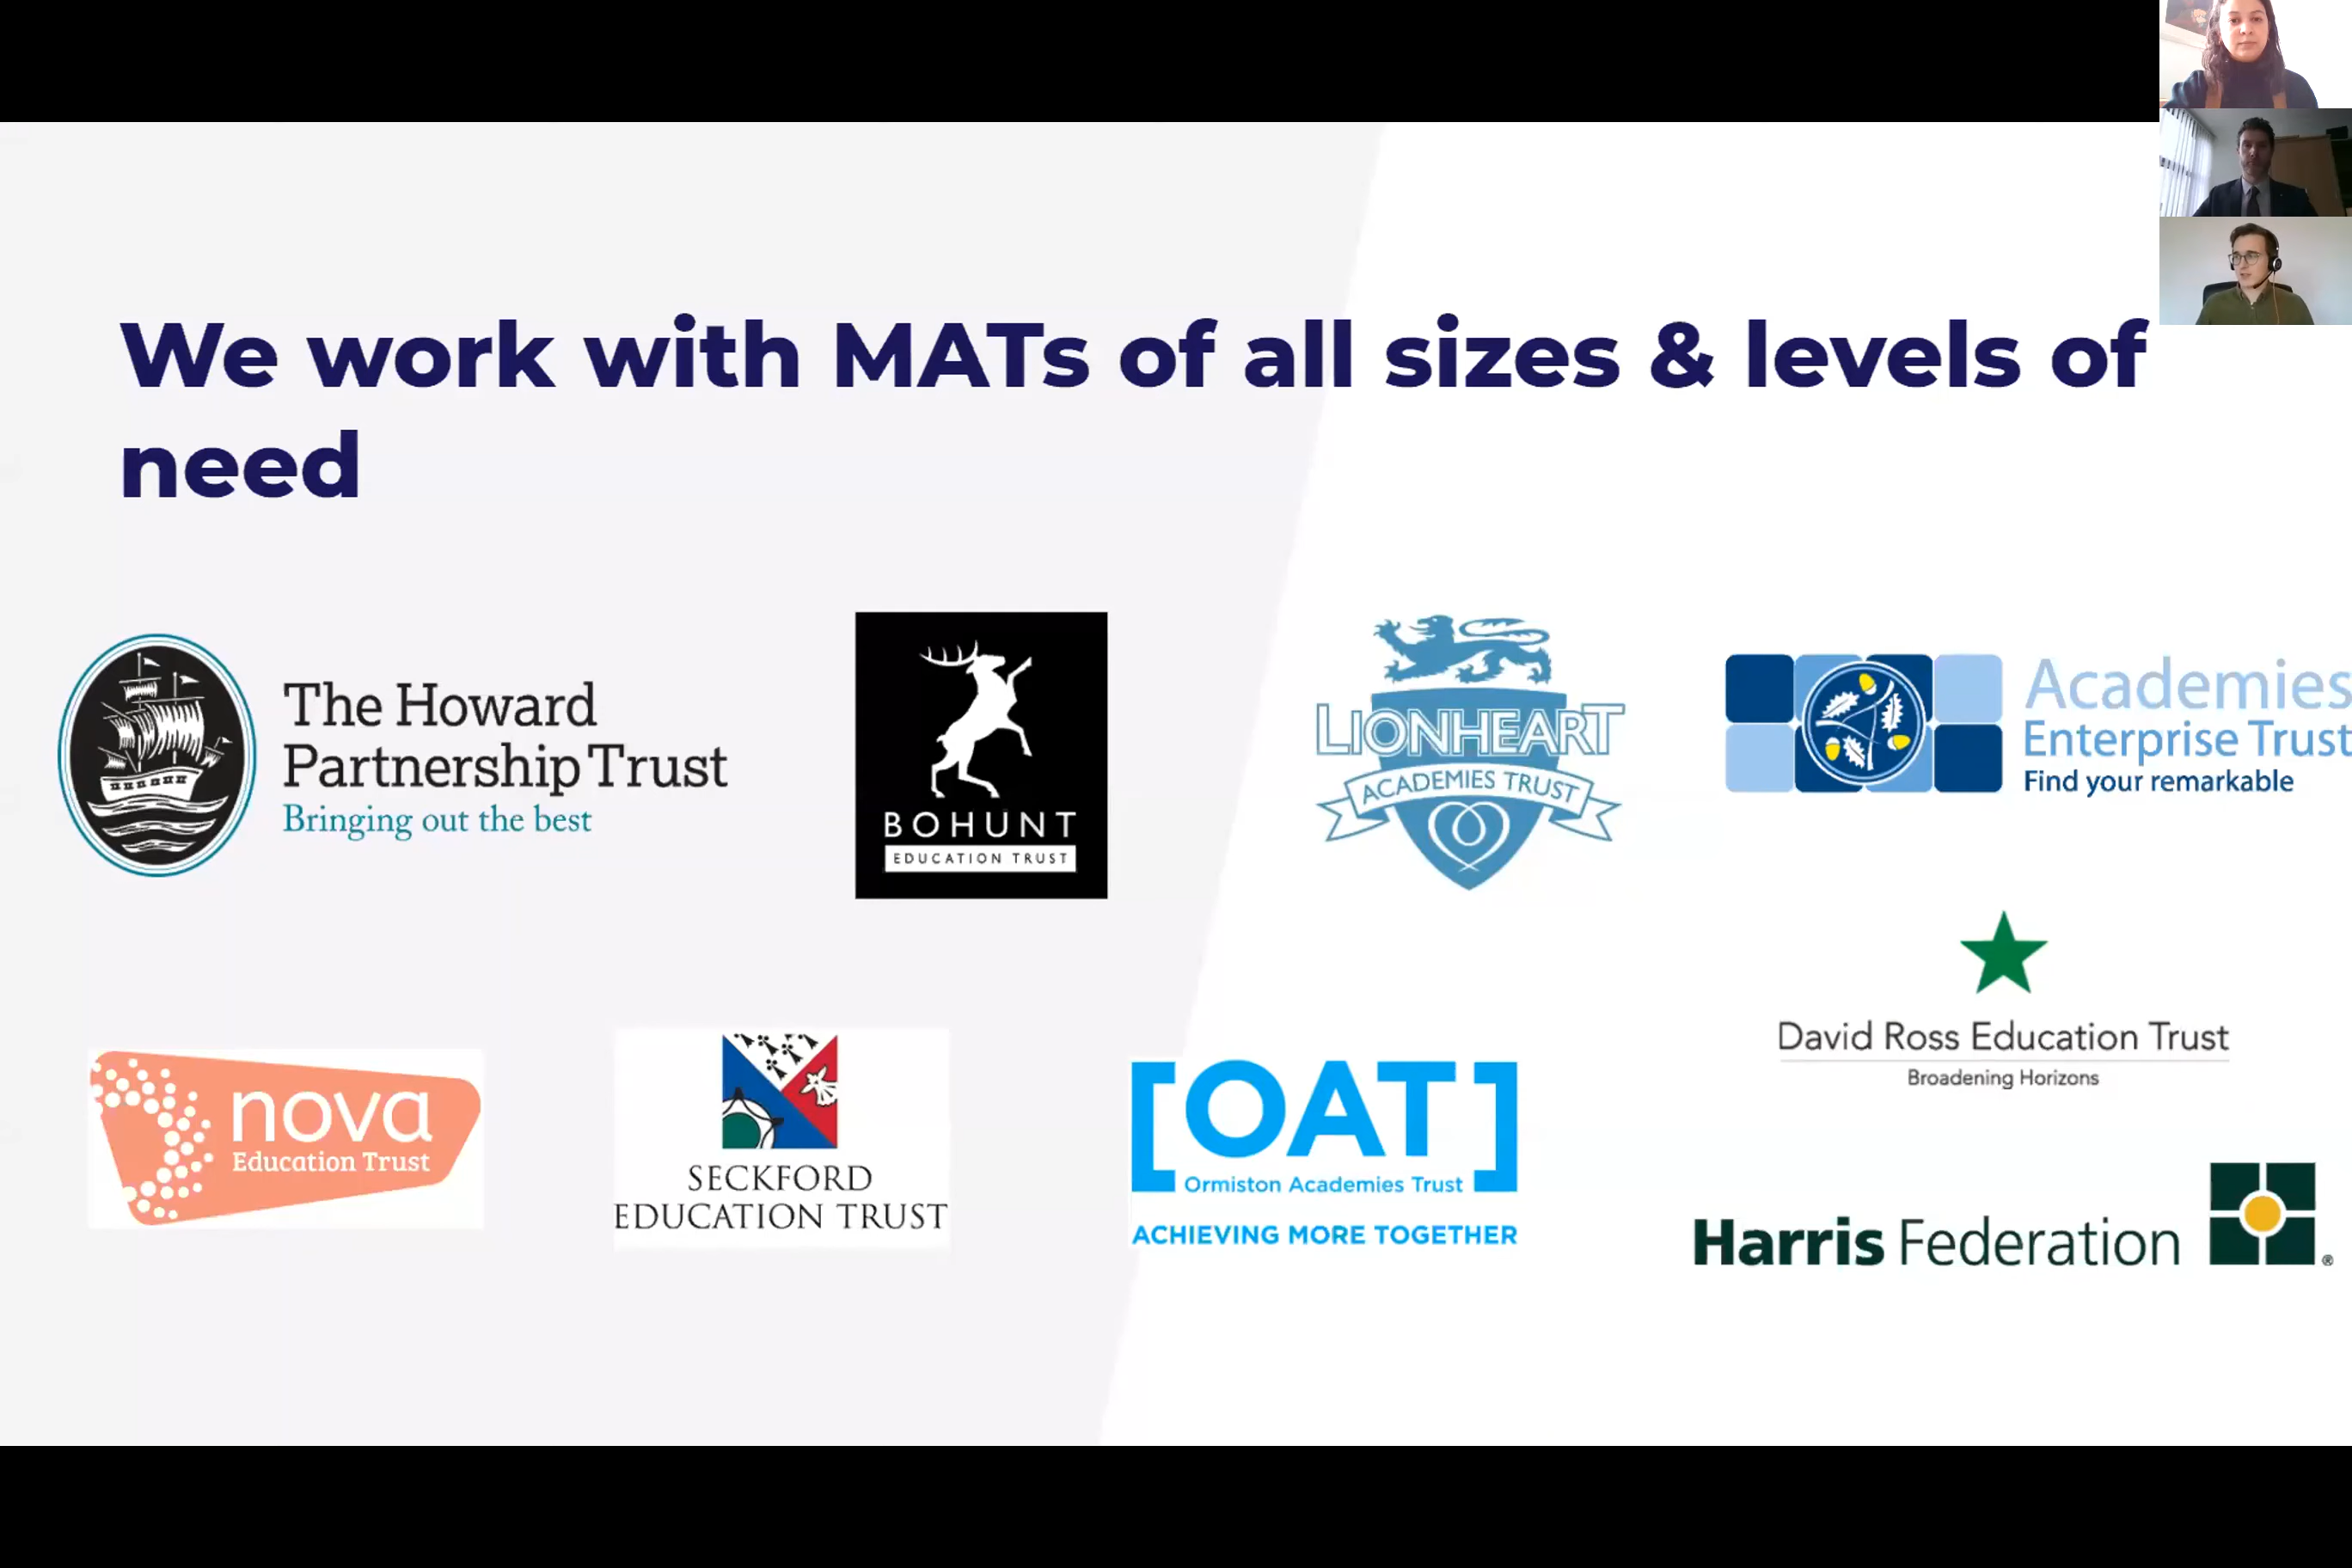 We work with MATs of all sizes & levels of
need
The Howard
Partnership Trust
Bringing out the best
BOHUNT
EDUCATION TRUST
LIONHEART
ACADEMIES TRUST
Academies
Enterprise Trust
Find your remarkable
nova
Education Trust
SECKFORD
EDUCATION TRUST
[OAT]
Ormiston Academies Trust
ACHIEVING MORE TOGETHER
David Ross Education Trust
Broadening Horizons
Harris Federation ®